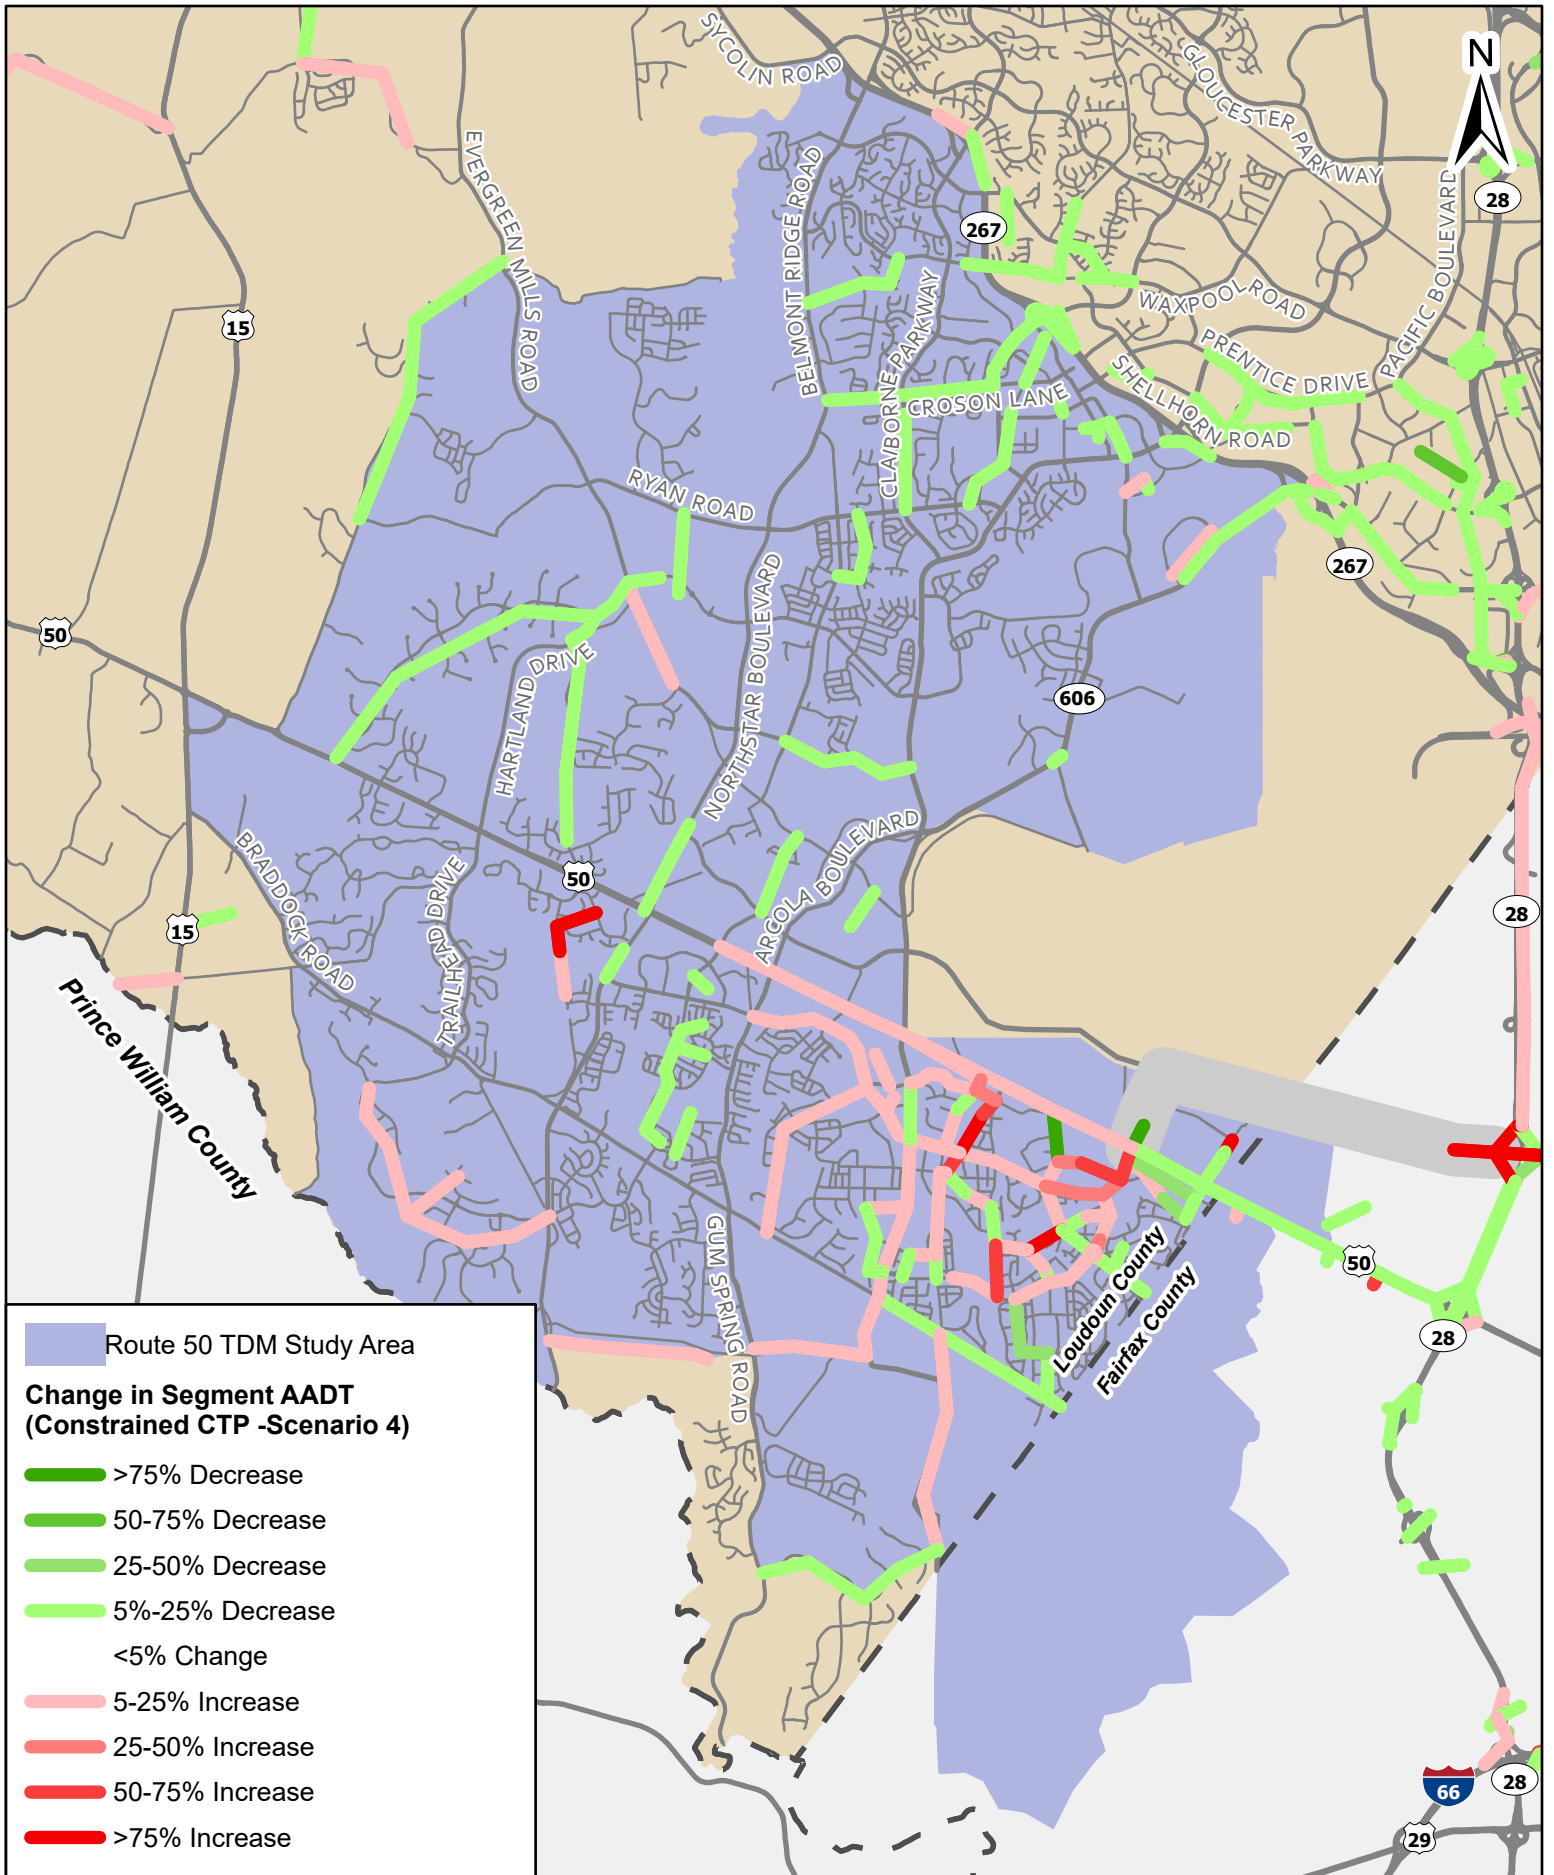 SYCOLIN ROAD
GLOUCESTER PARKWAY
N
28
EVERGREEN MILLS ROAD
BELMONT RIDGE ROAD
267
PACIFIC BOULEVARD
CLAIBORNE PARKWAY
WAXPOOL ROAD
15
PRENTICE DRIVE
SHELLHORN ROAD
CROSON LANE
RYAN ROAD
267
50
HARTLAND DRIVE
NORTHSTAR BOULEVARD
606
ARCOLA BOULEVARD
BRADDOCK ROAD
TRAILHEAD DRIVE
50
28
15
Prince William County
GUM SPRING ROAD
Loudoun County
Fairfax County
50
28
Route 50 TDM Study Area
Change in Segment AADT
(Constrained CTP -Scenario 4)
>75% Decrease
50-75% Decrease
25-50% Decrease
5%-25% Decrease
<5% Change
5-25% Increase
25-50% Increase
50-75% Increase
>75% Increase
66
28
29